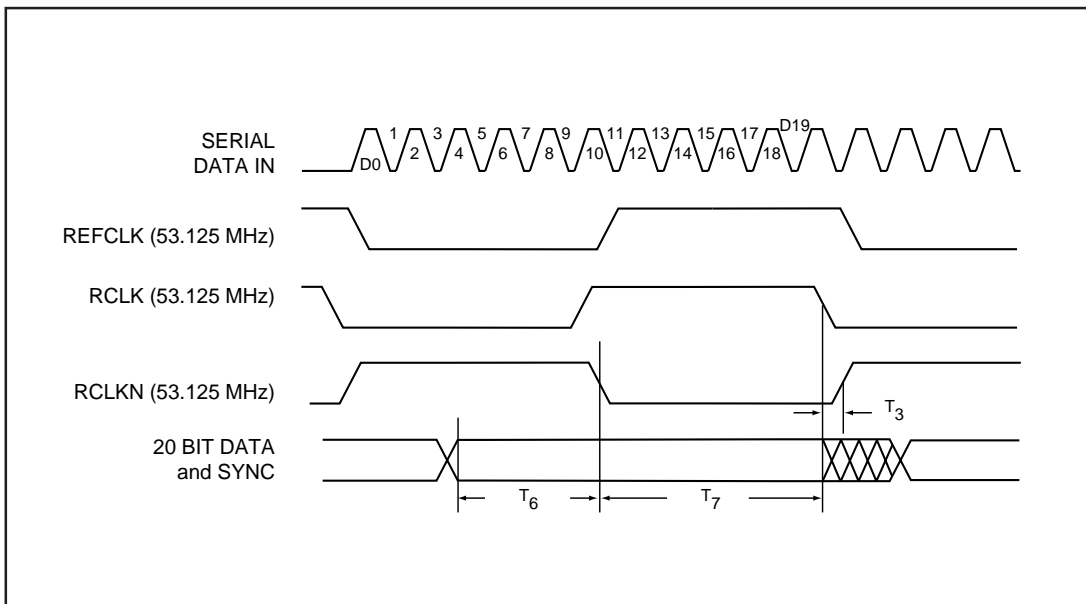 SERIAL
DATA IN
D0 1 2 3 4 5 6 7 8 9 10 11 12 13 14 15 16 17 18 D19
REFCLK (53.125 MHz)
RCLK (53.125 MHz)
RCLKN (53.125 MHz)
T3
20 BIT DATA
and SYNC
T6 T7